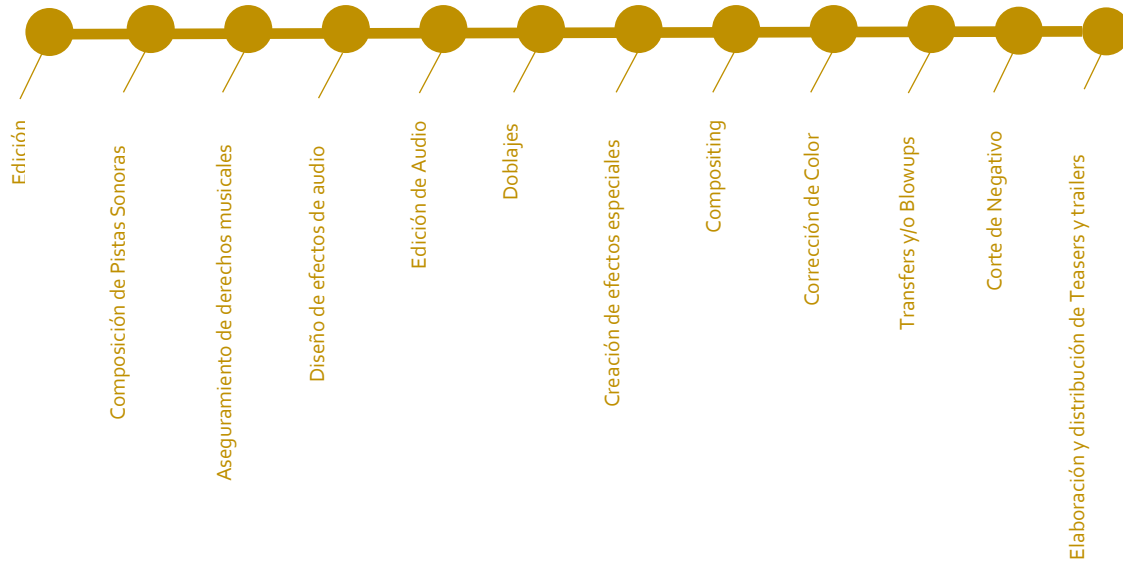 Edición
Composición de Pistas Sonoras
Aseguramiento de derechos musicales
Diseño de efectos de audio
Edición de Audio
Doblajes
Creación de efectos especiales
Compositing
Corrección de Color
Transfers y/o Blowups
Corte de Negativo
Elaboración y distribución de Teasers y trailers